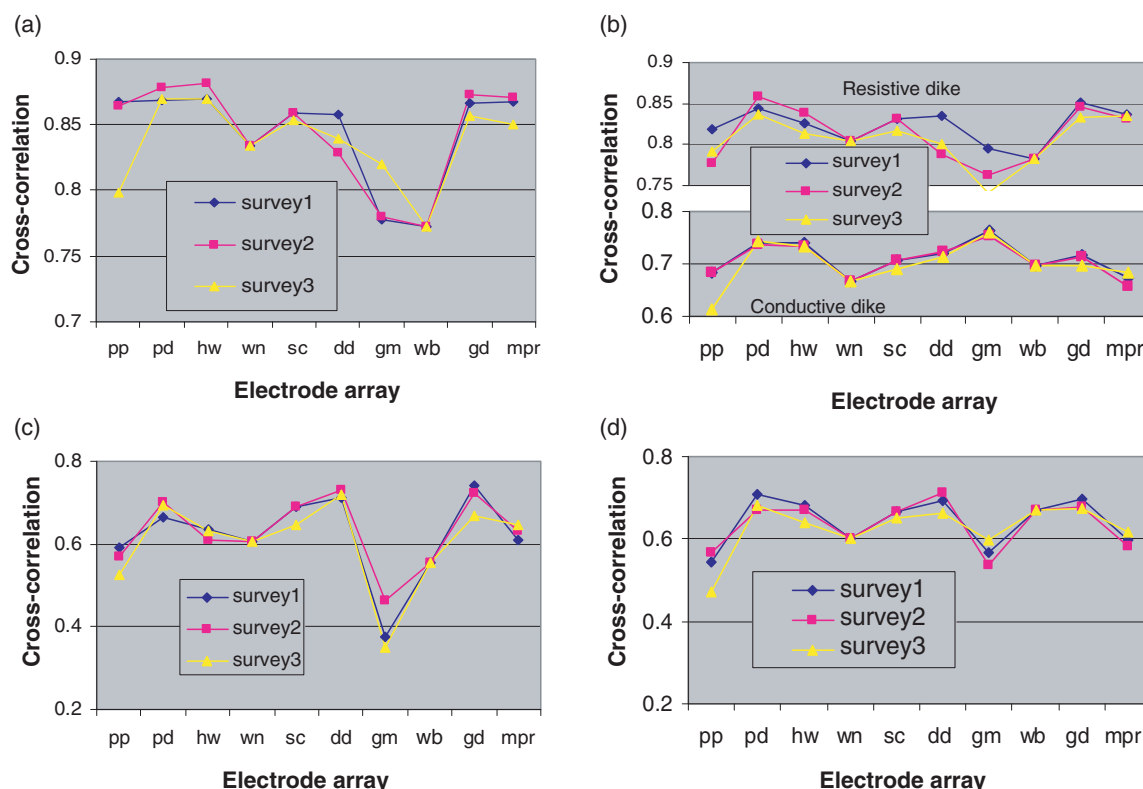 (a)
Cross-correlation
0.9
0.85
0.8
0.75
0.7
survey1
survey2
survey3
pp pd hw wn sc dd gm wb gd mpr
Electrode array
(b)
Cross-correlation
0.9
0.85
0.8
0.75
Resistive dike
survey1
survey2
survey3
0.8
0.7
0.6
Conductive dike
pp pd hw wn sc dd gm wb gd mpr
Electrode array
(c)
Cross-correlation
0.8
0.6
0.4
0.2
survey1
survey2
survey3
pp pd hw wn sc dd gm wb gd mpr
Electrode array
(d)
Cross-correlation
0.8
0.6
0.4
0.2
survey1
survey2
survey3
pp pd hw wn sc dd gm wb gd mpr
Electrode array